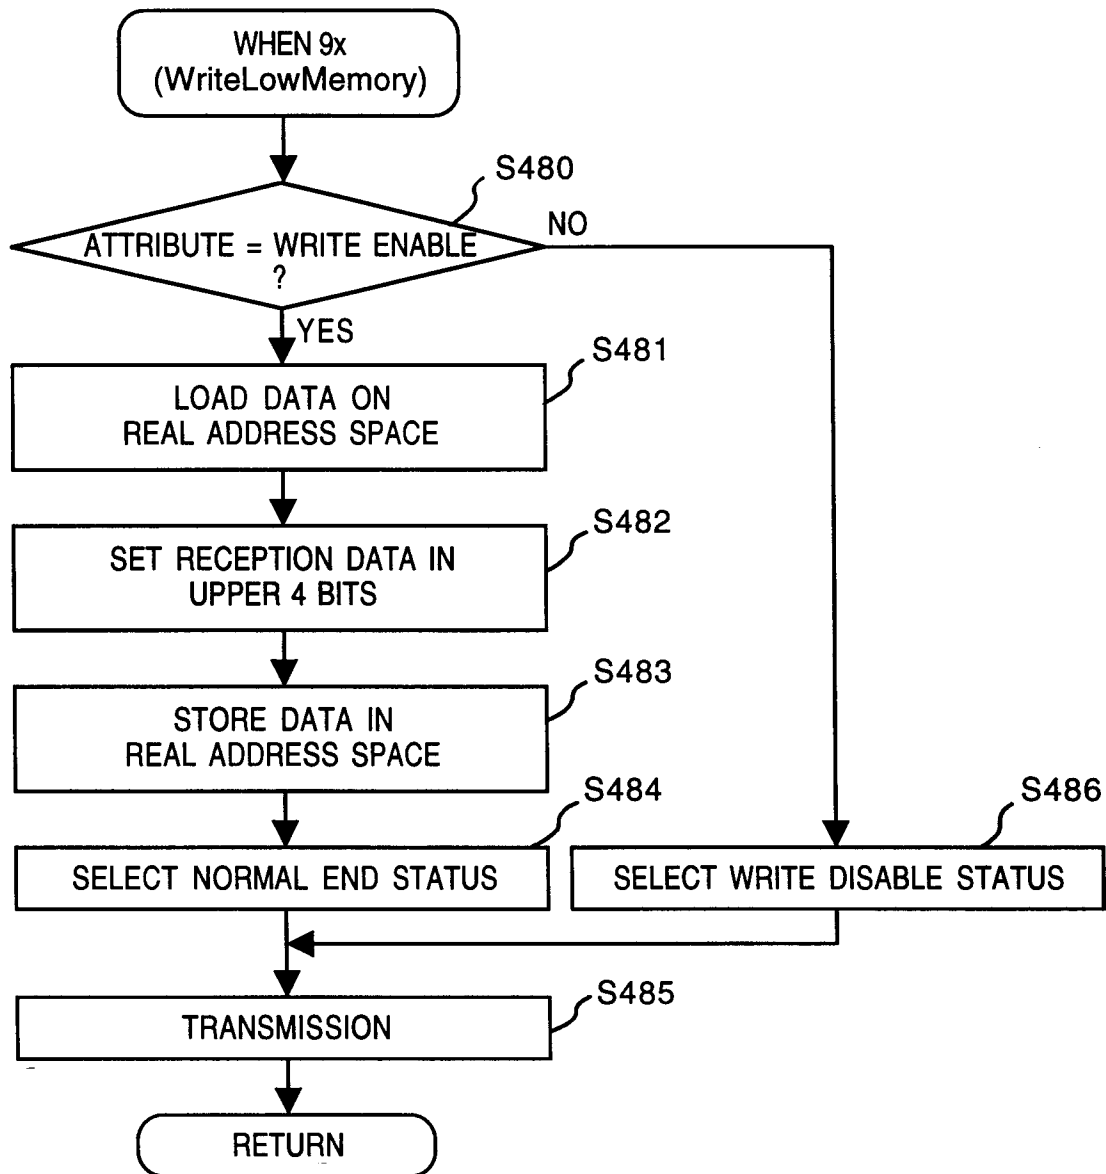 WHEN 9x
(WriteLowMemory)
S480
NO
ATTRIBUTE = WRITE ENABLE
?
YES
S481
LOAD DATA ON
REAL ADDRESS SPACE
S482
SET RECEPTION DATA IN
UPPER 4 BITS
S483
STORE DATA IN
REAL ADDRESS SPACE
S484
SELECT NORMAL END STATUS
S486
SELECT WRITE DISABLE STATUS
S485
TRANSMISSION
RETURN